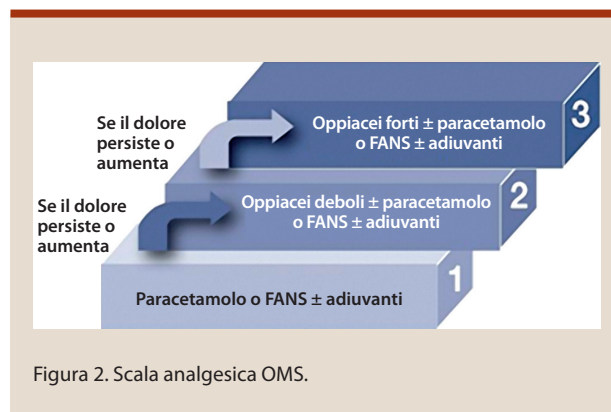 Se il dolore
persiste o
aumenta
Oppiacei forti ± paracetamolo
o FANS ± adiuvanti
3
Se il dolore
persiste o
aumenta
Oppiacei deboli ± paracetamolo
o FANS ± adiuvanti
2
Paracetamolo o FANS ± adiuvanti
1
Figura 2. Scala analgesica OMS.